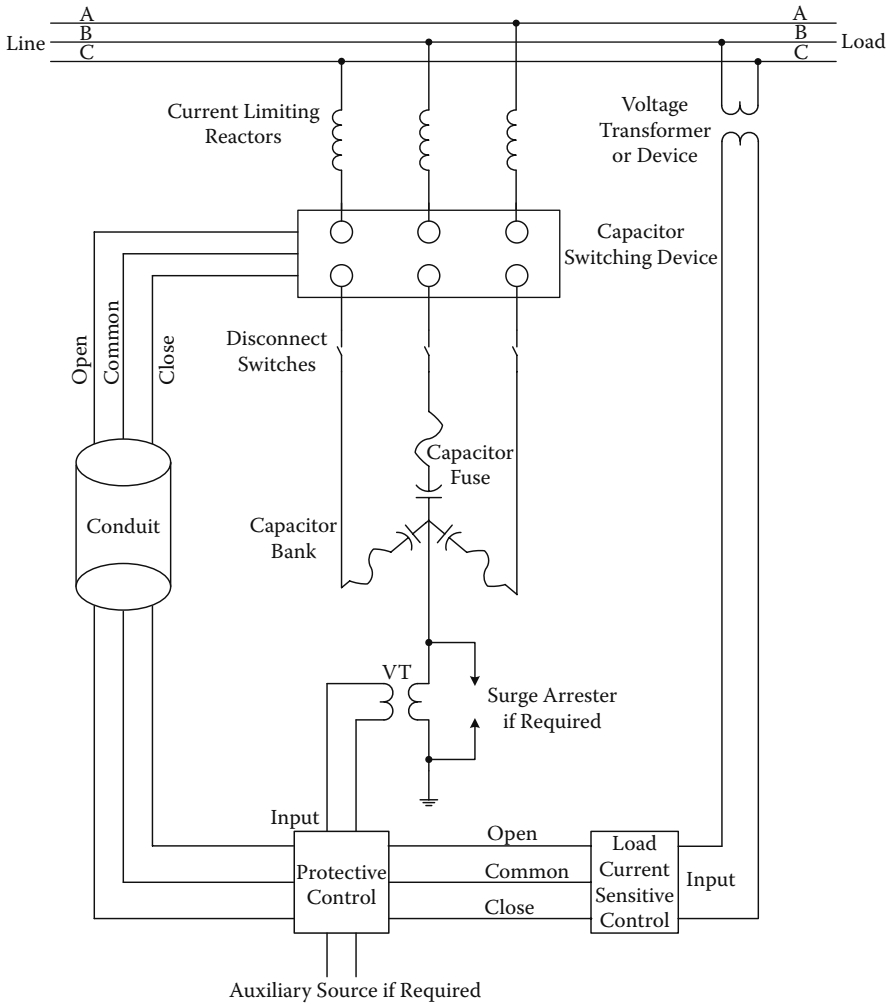 A
A
B
B
Line
Load
C
C
Current Limiting
Reactors
Voltage
Transformer
or Device
Capacitor
Switching Device
Disconnect
Switches
Open
Common
Close
Capacitor
Fuse
Conduit
Capacitor
Bank
VT
Surge Arrester
if Required
Input
Open
Load
Current
Sensitive
Control
Protective
Control
Common
Input
Close
Auxiliary Source if Required